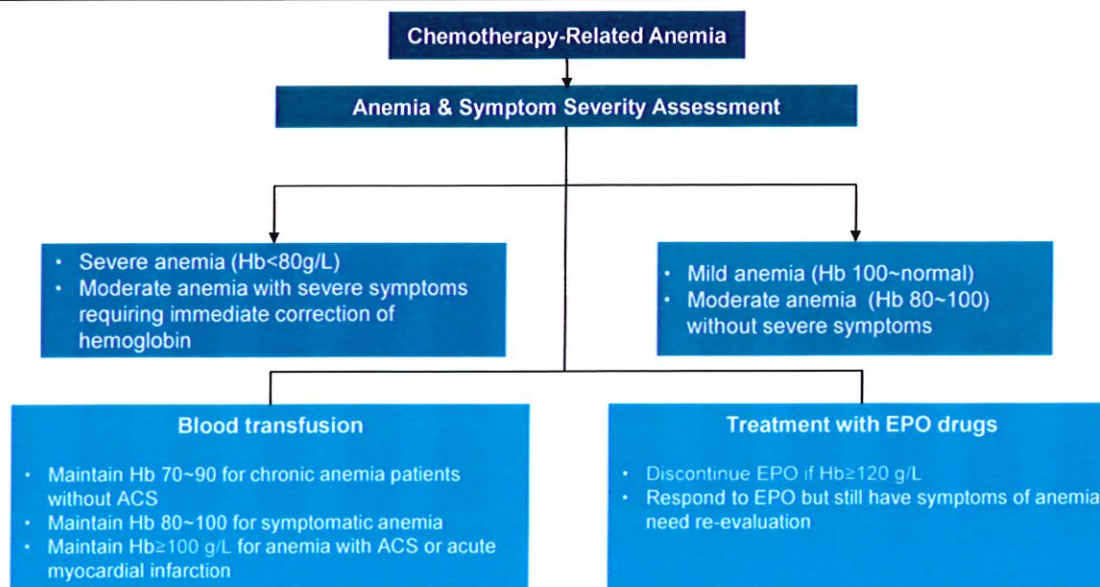 Chemotherapy-Related Anemia
Anemia & Symptom Severity Assessment
• Severe anemia (Hb<80g/L)
• Moderate anemia with severe symptoms
requiring immediate correction of
hemoglobin
• Mild anemia (Hb 100~normal)
• Moderate anemia (Hb 80~100)
without severe symptoms
Blood transfusion
• Maintain Hb 70~90 for chronic anemia patients
without ACS
• Maintain Hb 80~100 for symptomatic anemia
• Maintain Hb≥100 g/L for anemia with ACS or acute
myocardial infarction
Treatment with EPO drugs
• Discontinue EPO if Hb≥120 g/L
• Respond to EPO but still have symptoms of anemia
need re-evaluation